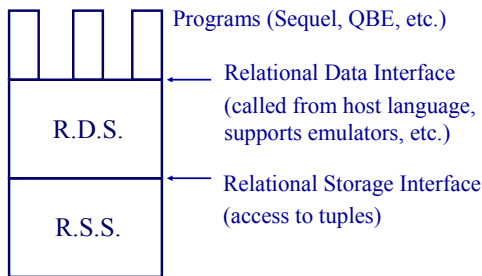 Programs (Sequel, QBE, etc.)
Relational Data Interface
(called from host language,
supports emulators, etc.)
R.D.S.
Relational Storage Interface
(access to tuples)
R.S.S.